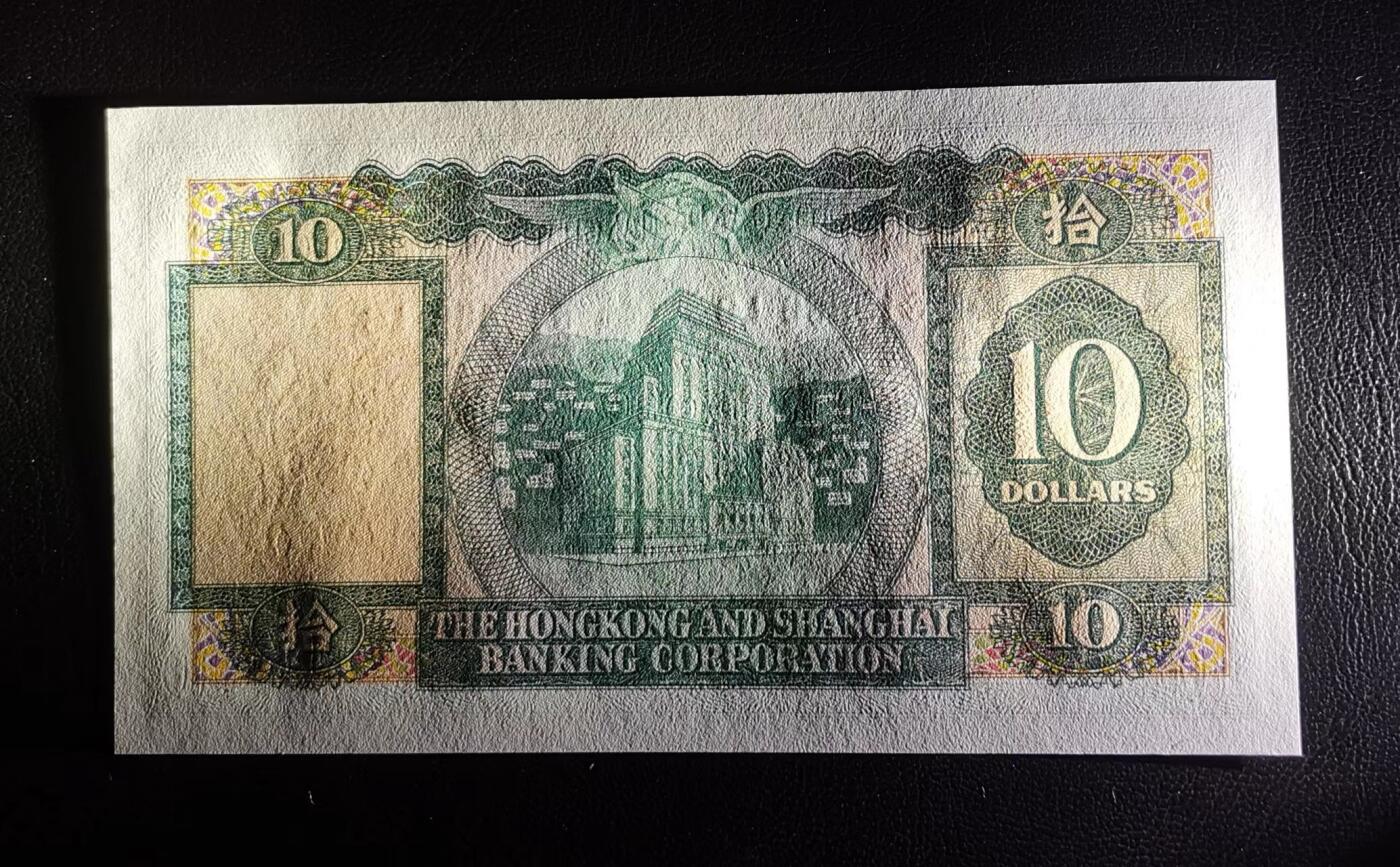 10
拾
10
DOLLARS
拾
THE HONGKONG AND SHANGHAI
BANKING CORPORATION
10